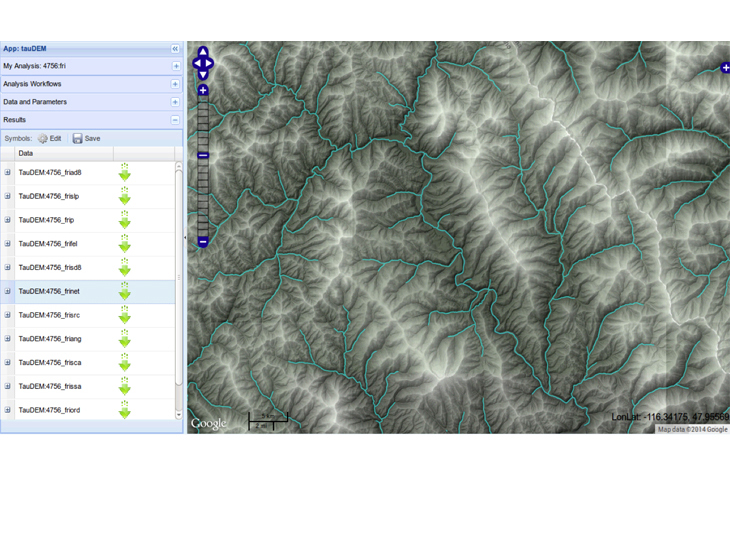 App: tauDEM
My Analysis: 4756:fri
Analysis Workflows
Data and Parameters
Results
Symbols: Edit Save
Data
TauDEM:4756_friad8
TauDEM:4756_frislp
TauDEM:4756_frip
TauDEM:4756_frifel
TauDEM:4756_frisd8
TauDEM:4756_frinet
TauDEM:4756_frisrc
TauDEM:4756_friang
TauDEM:4756_frisca
TauDEM:4756_frissa
TauDEM:4756_friord
Google
5 km
2 mi
LonLat: -116.34175, 47.95569
Map data ©2014 Google